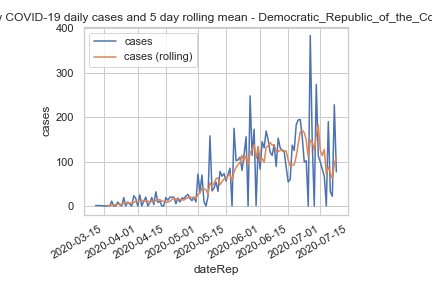 COVID-19 daily cases and 5 day rolling mean - Democratic_Republic_of_the_Co
cases
cases (rolling)
400
300
200
100
0
cases
2020-03-15
2020-04-01
2020-04-15
2020-05-01
2020-05-15
2020-06-01
2020-06-15
2020-07-01
2020-07-15
dateRep